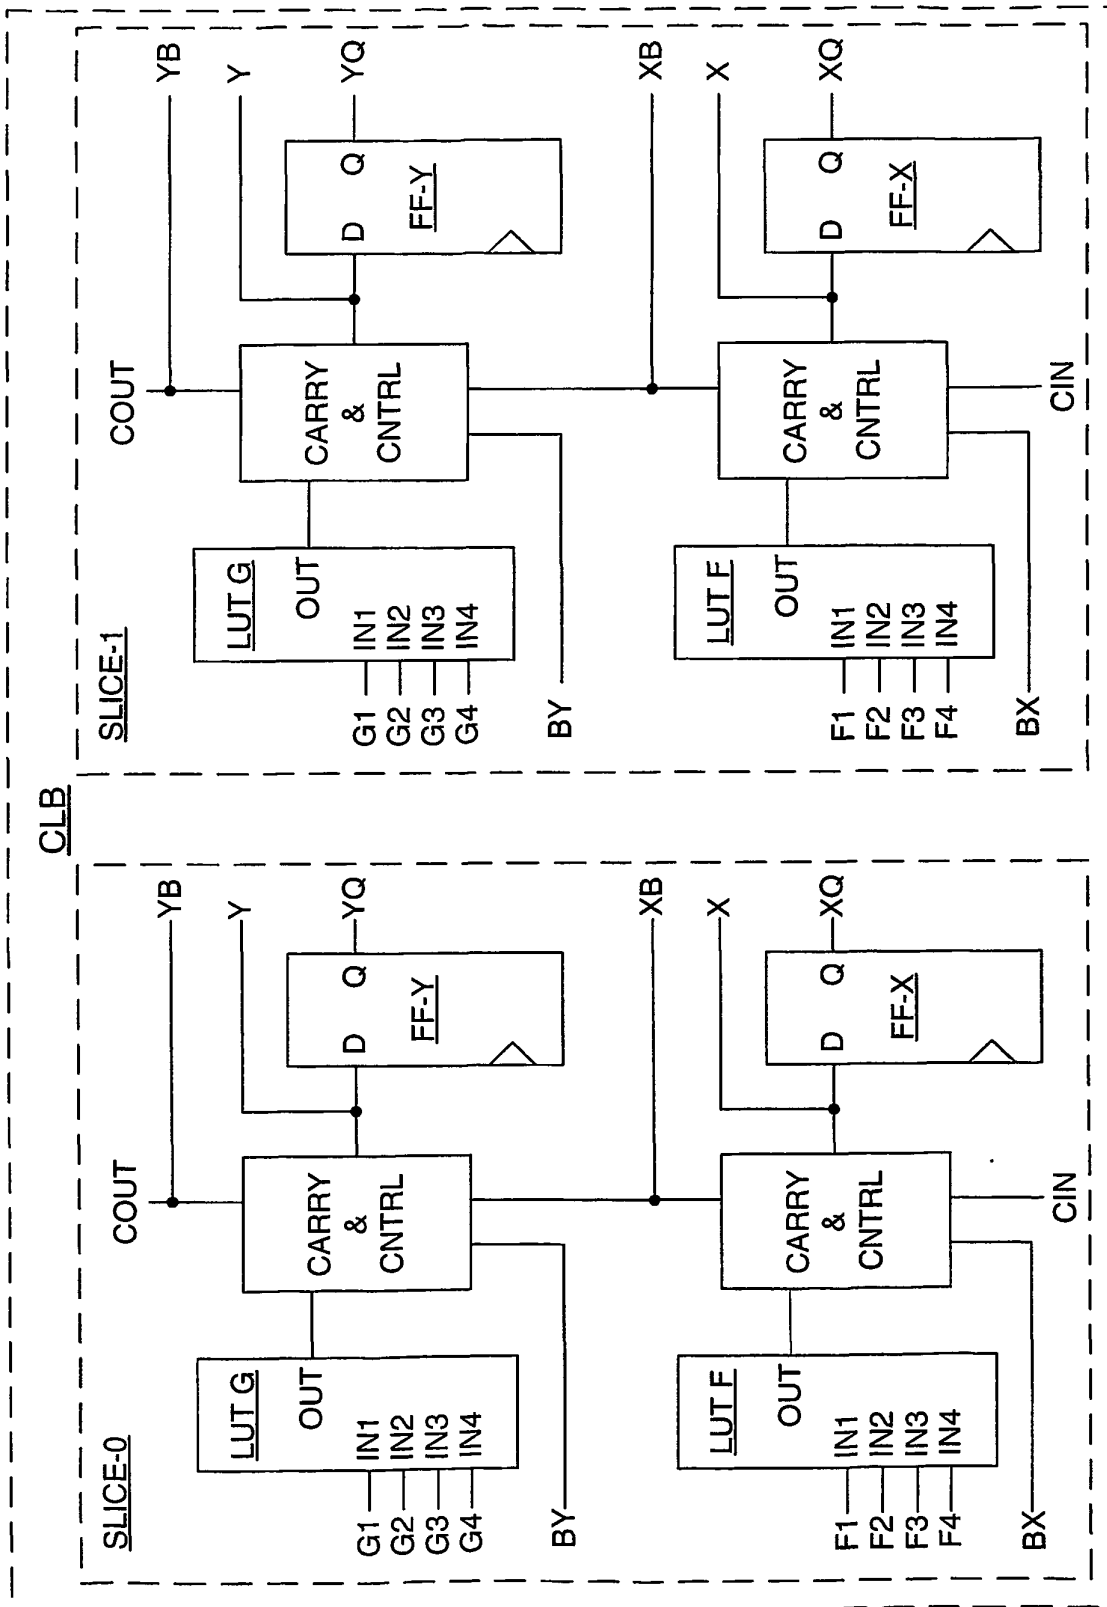 CLB
SLICE-0
COUT
YB
Y
LUT G
OUT
CARRY
&
CNTRL
D
Q
YQ
FF-Y
G1
IN1
G2
IN2
G3
IN3
G4
IN4
BY
XB
X
LUT F
OUT
CARRY
&
CNTRL
D
Q
XQ
FF-X
F1
IN1
F2
IN2
F3
IN3
F4
IN4
BX
CIN
SLICE-1
COUT
YB
Y
LUT G
OUT
CARRY
&
CNTRL
D
Q
YQ
FF-Y
G1
IN1
G2
IN2
G3
IN3
G4
IN4
BY
XB
X
LUT F
OUT
CARRY
&
CNTRL
D
Q
XQ
FF-X
F1
IN1
F2
IN2
F3
IN3
F4
IN4
BX
CIN